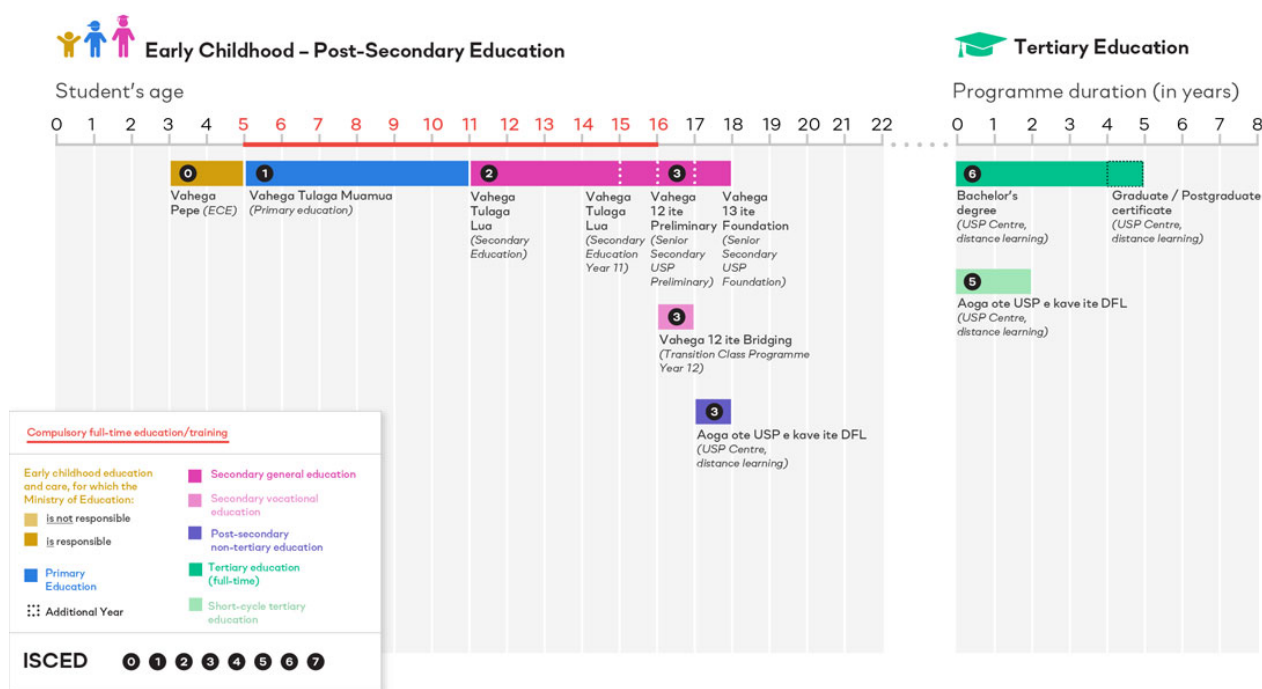 Early Childhood – Post-Secondary Education
Tertiary Education
Student's age
Programme duration (in years)
0 1 2 3 4 5 6 7 8 9 10 11 12 13 14 15 16 17 18 19 20 21 22
0 1 2 3 4 5 6 7 8
0
1
2
3
6
Vahega
Pepe (ECE)
Vahega Tulaga Muamua
(Primary education)
Vahega
Tulaga
Lua
(Secondary
Education)
Vahega
Tulaga
Lua
(Secondary
Education
Year 11)
Vahega
12 ite
Preliminary
(Senior
Secondary
USP
Preliminary)
Vahega
13 ite
Foundation
(Senior
Secondary
USP
Foundation)
Bachelor's
degree
(USP Centre,
distance learning)
Graduate / Postgraduate
certificate
(USP Centre,
distance learning)
5
Aoga ote USP e kave ite DFL
(USP Centre,
distance learning)
3
Vahega 12 ite Bridging
(Transition Class Programme
Year 12)
3
Aoga ote USP e kave ite DFL
(USP Centre,
distance learning)
Compulsory full-time education/training
Early childhood education
and care, for which the
Ministry of Education:
is not responsible
is responsible
Primary
Education
Additional Year
Secondary general education
Secondary vocational
education
Post-secondary
non-tertiary education
Tertiary education
(full-time)
Short-cycle tertiary
education
ISCED 0 1 2 3 4 5 6 7